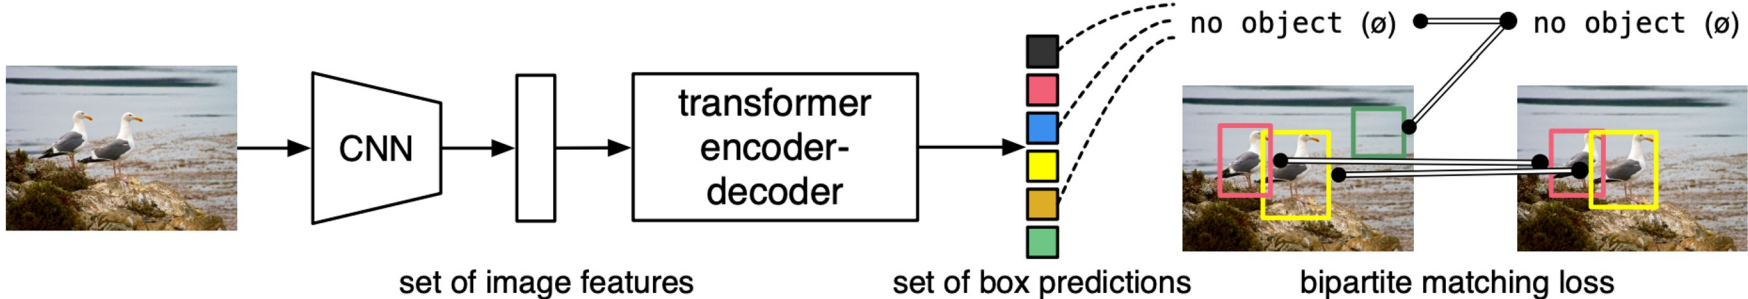 no object (ø) no object (ø)
CNN
transformer
encoder-
decoder
set of image features
set of box predictions
bipartite matching loss